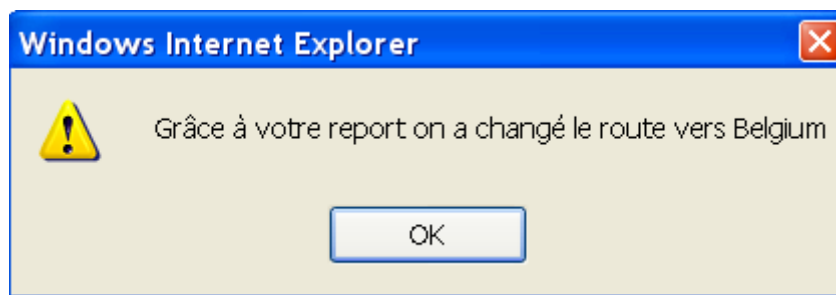 Windows Internet Explorer
Grâce à votre report on a changé le route vers Belgium
OK